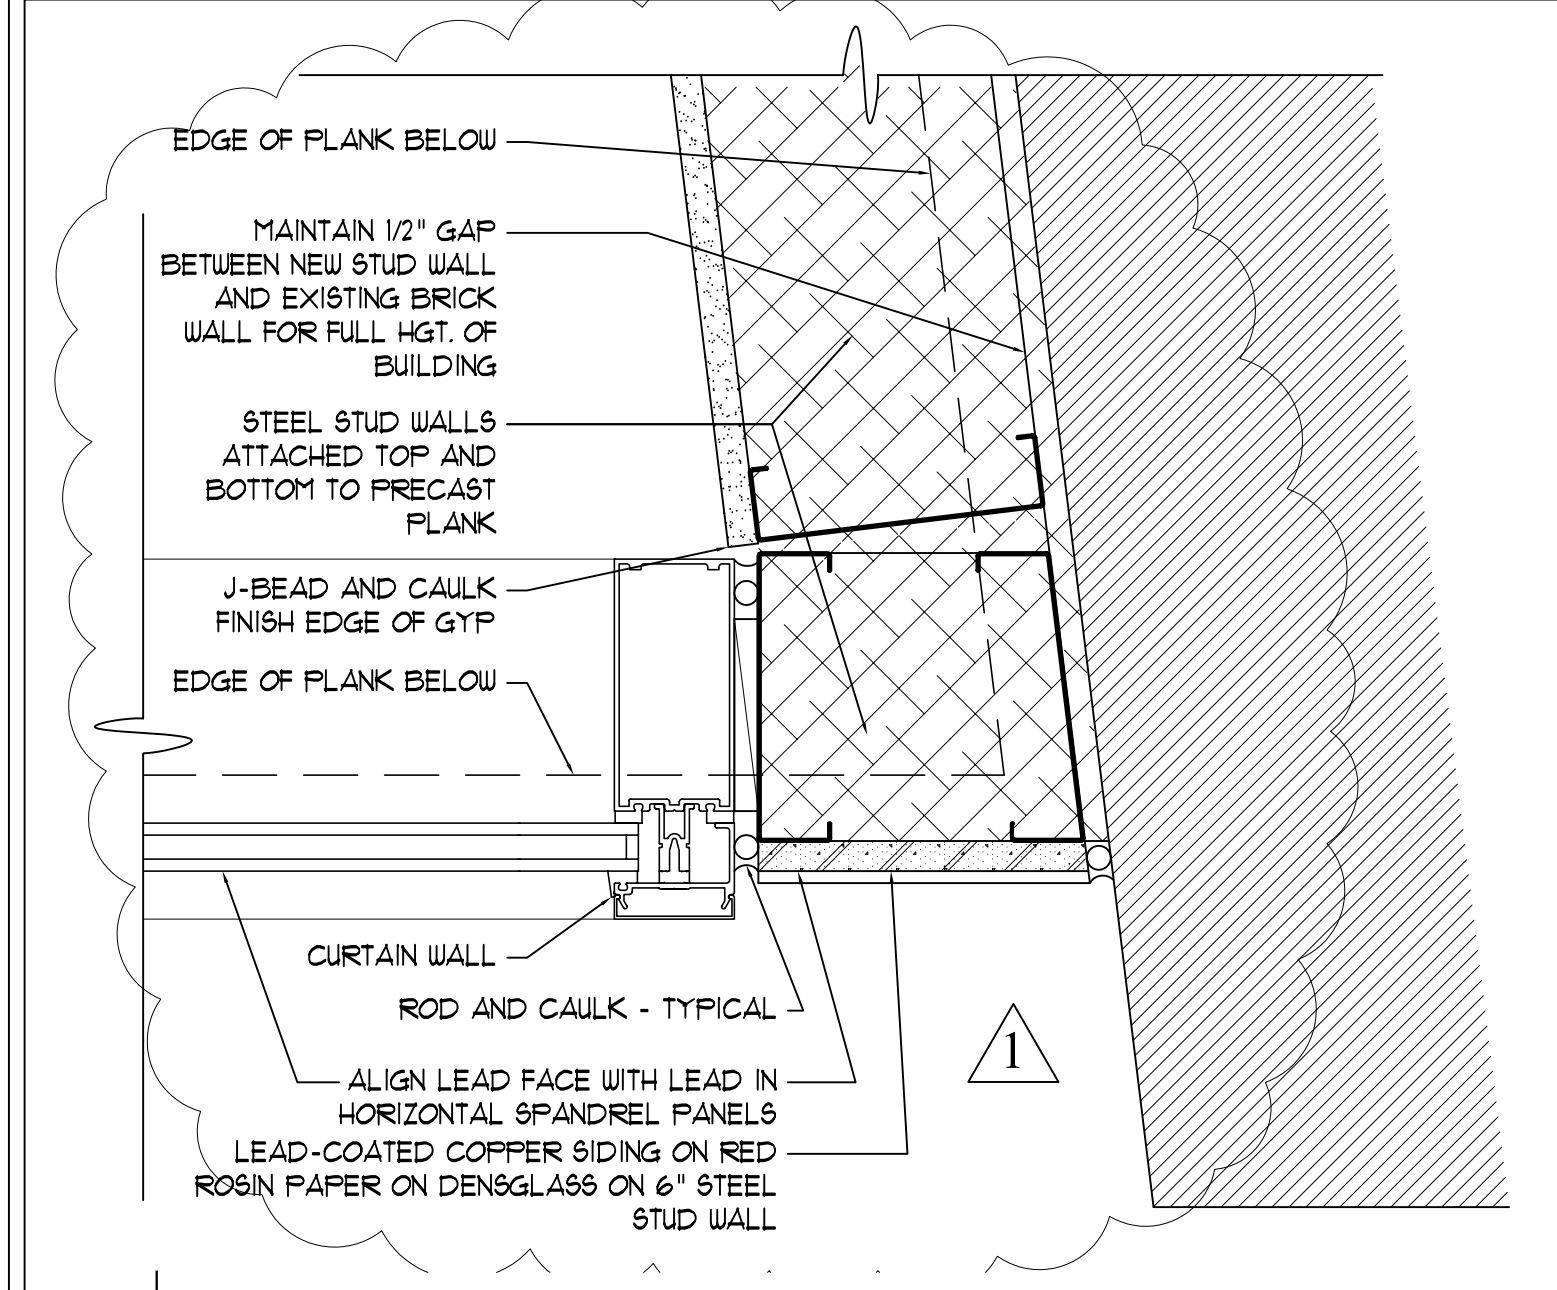 EDGE OF PLANK BELOW
MAINTAIN 1/2" GAP
BETWEEN NEW STUD WALL
AND EXISTING BRICK
WALL FOR FULL HGT. OF
BUILDING
STEEL STUD WALLS
ATTACHED TOP AND
BOTTOM TO PRECAST
PLANK
J-BEAD AND CAULK
FINISH EDGE OF GYP
EDGE OF PLANK BELOW
CURTAIN WALL
ROD AND CAULK - TYPICAL
1
ALIGN LEAD FACE WITH LEAD IN
HORIZONTAL SPANDREL PANELS
LEAD-COATED COPPER SIDING ON RED
ROSIN PAPER ON DENSGLASS ON 6" STEEL
STUD WALL